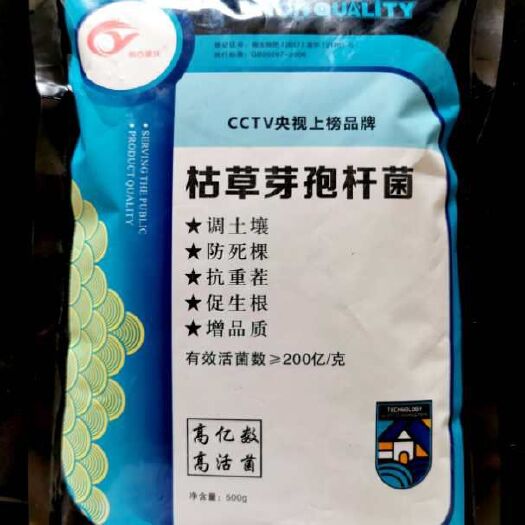 QUALITY
CCTV央视上榜品牌
SERVING THE PUBLIC
PRODUCT QUALITY
枯草芽孢杆菌
★调土壤
★防死棵
★抗重茬
★促生根
★增品质
有效活菌数≥200亿/克
高亿数
高活菌
TECHNOLOGY
净含量：500g